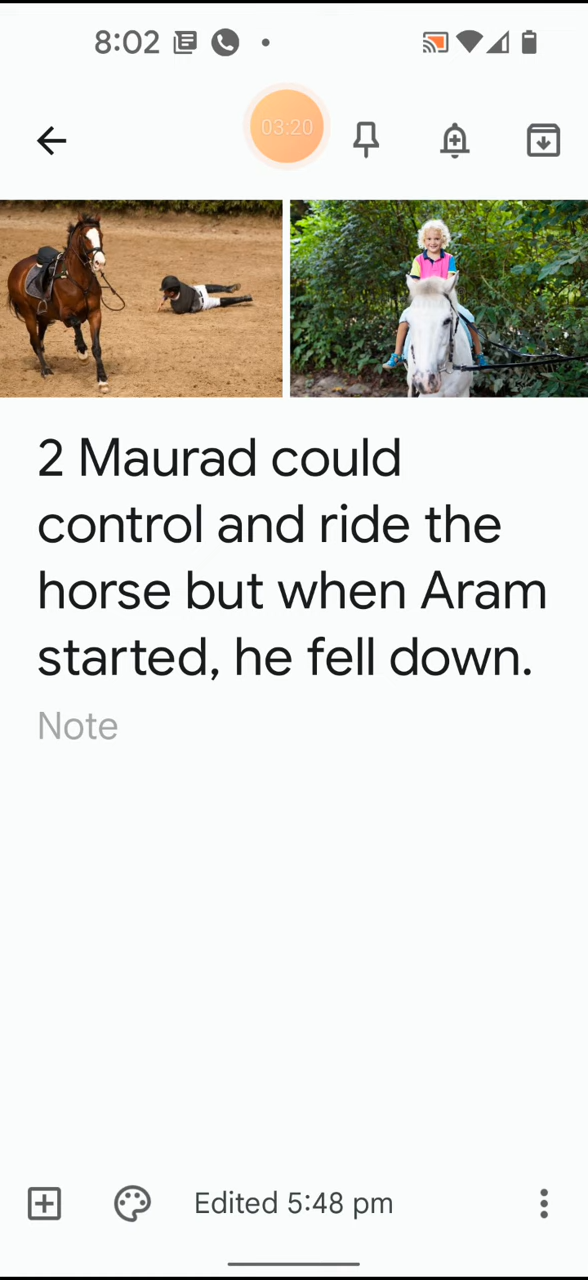 8:02
03:20
2 Maurad could
control and ride the
horse but when Aram
started, he fell down.
Note
Edited 5:48 pm